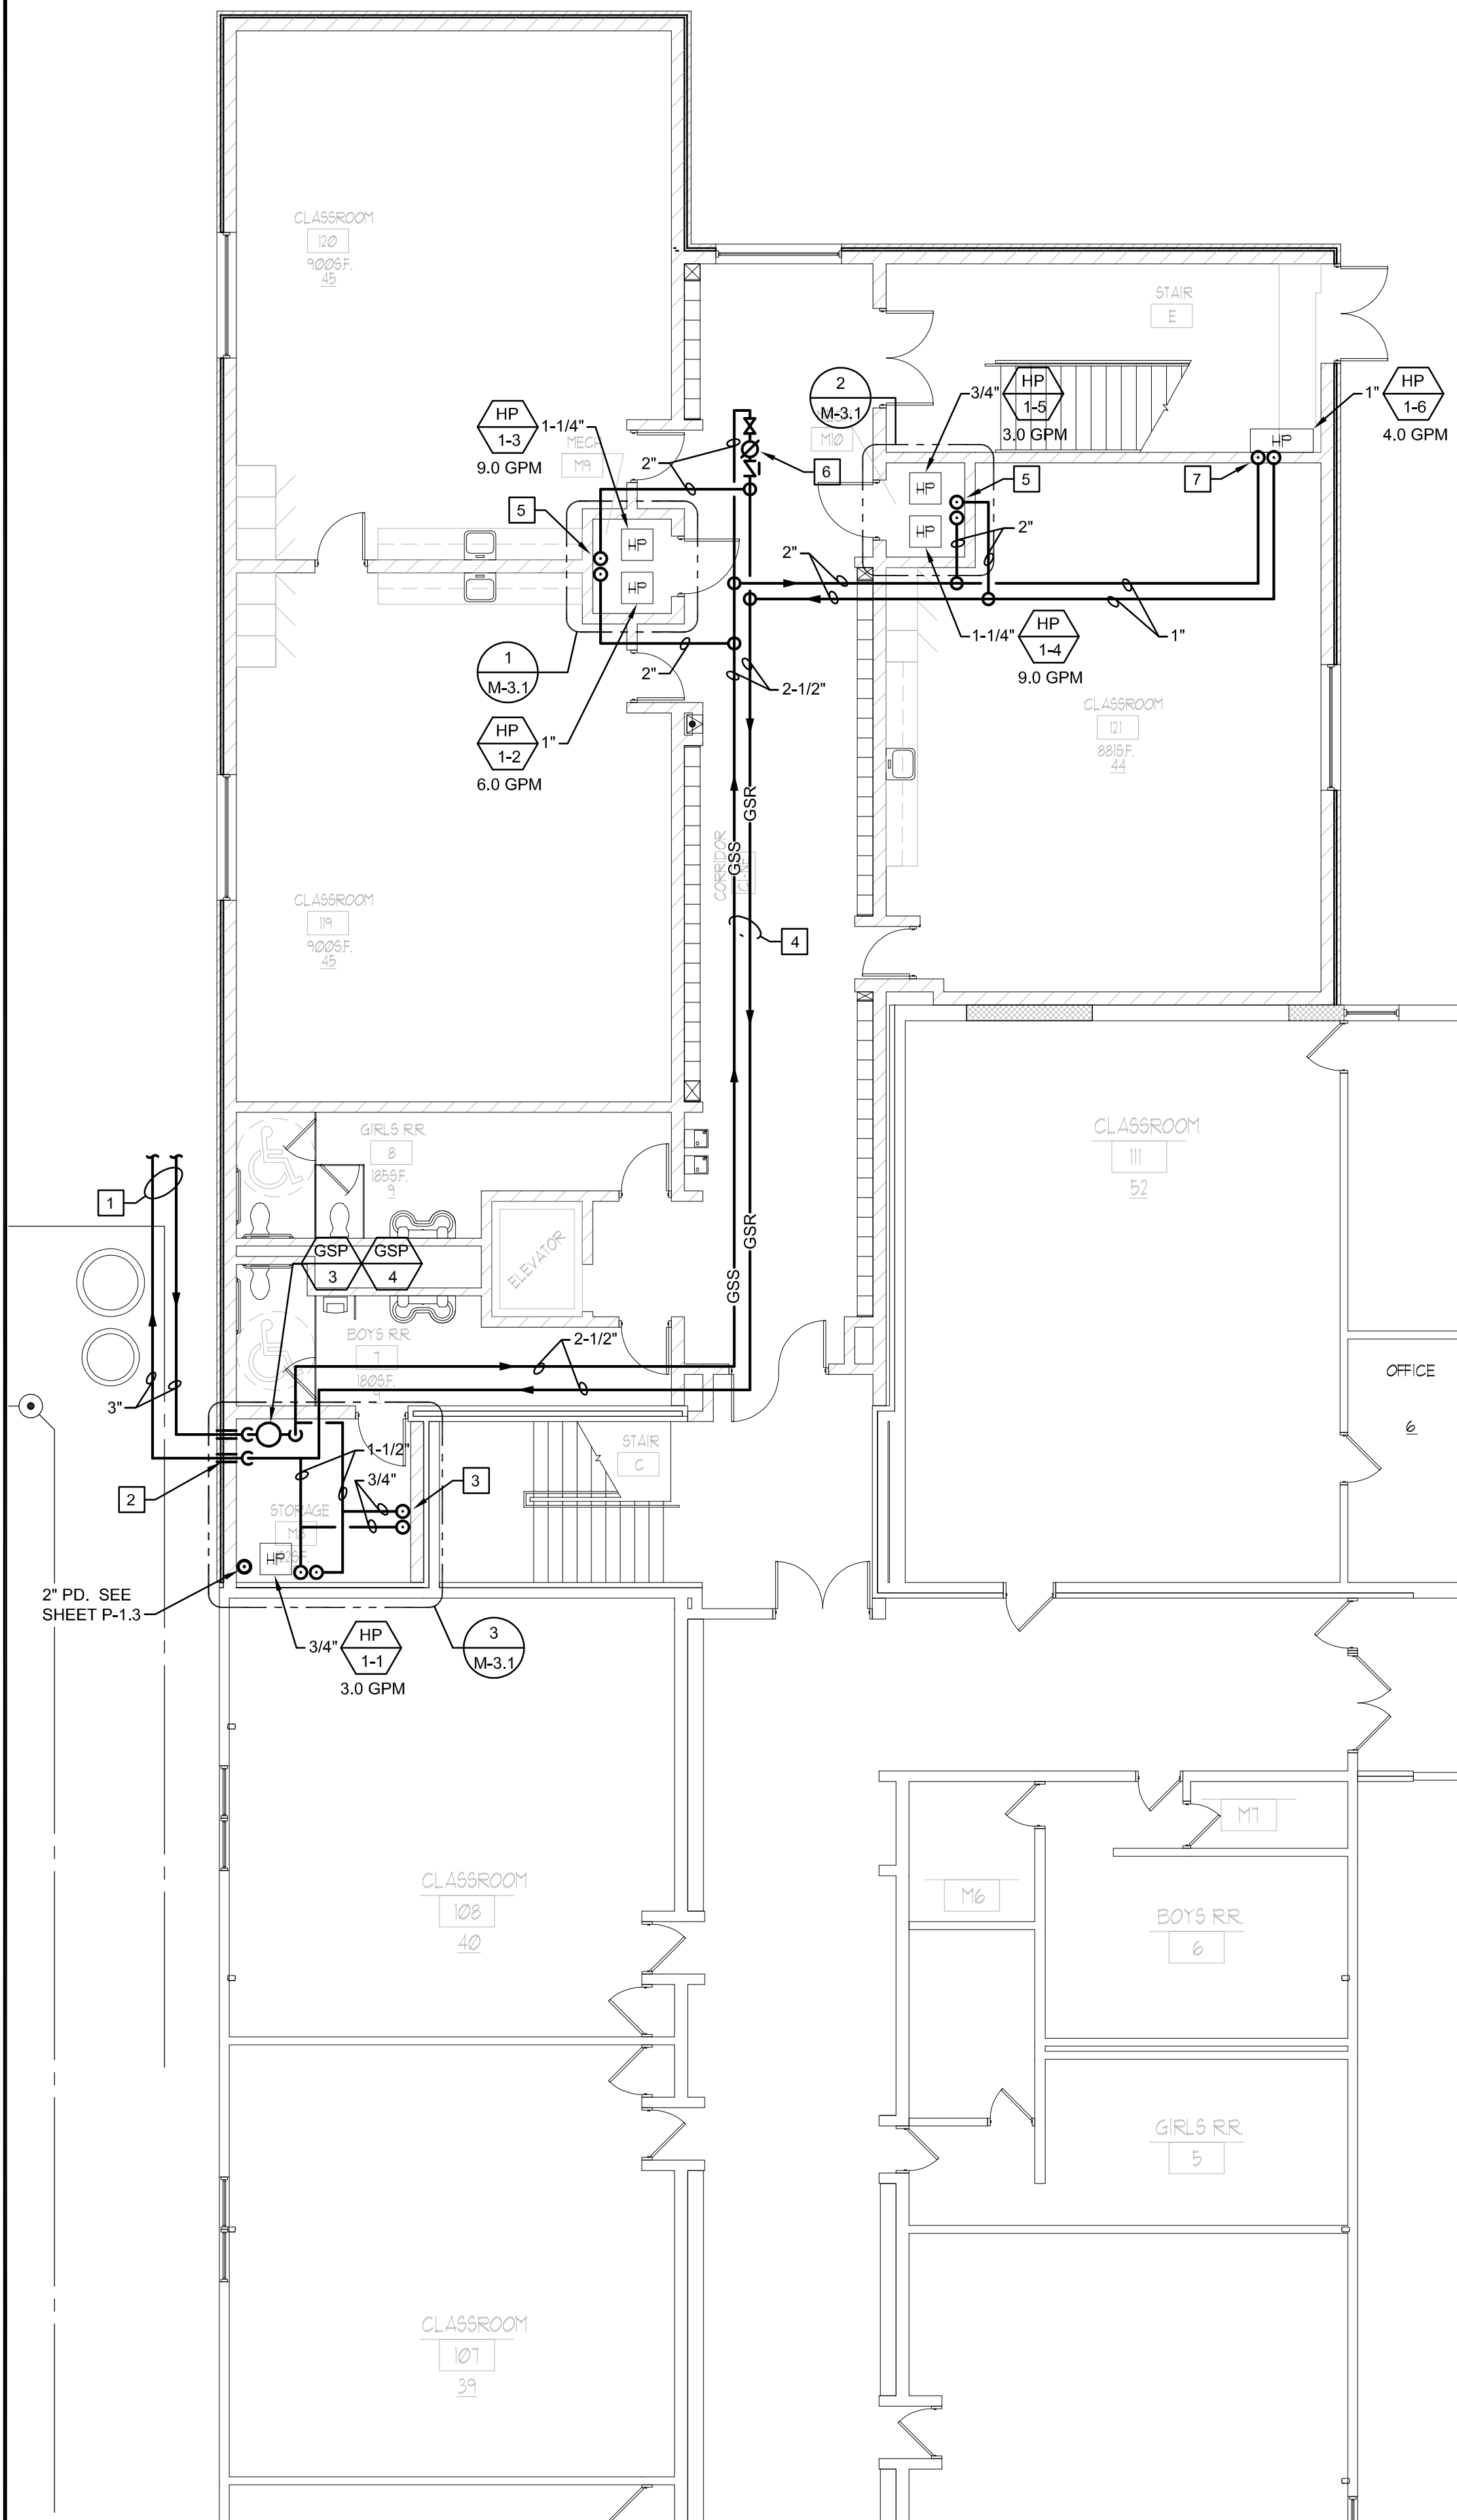 CLASSROOM
120
900S.F.
45
STAIR
E
2
M-3.1
M10
3/4"
HP
1-5
3.0 GPM
1"
HP
1-6
4.0 GPM
HP
HP
1-3
1-1/4"
9.0 GPM
MECH
M9
2"
6
5
7
5
HP
HP
HP
HP
2"
2"
1"
1
M-3.1
2"
2-1/2"
1-1/4"
HP
1-4
9.0 GPM
HP
1-2
1"
6.0 GPM
CLASSROOM
121
881S.F.
44
GSR
GSS
CORRIDOR
CLASSROOM
119
900S.F.
45
4
CLASSROOM
111
52
GIRLS RR
8
185S.F.
9
1
GSP
3
GSP
4
ELEVATOR
GSR
GSS
BOYS RR
7
180S.F.
9
2-1/2"
OFFICE
6
3"
1-1/2"
3/4"
STAIR
C
3
2
STORAGE
HP
2" PD. SEE
SHEET P-1.3
3/4"
HP
1-1
3.0 GPM
3
M-3.1
M7
CLASSROOM
108
40
M6
BOYS R.R.
6
GIRLS R.R.
5
CLASSROOM
107
39